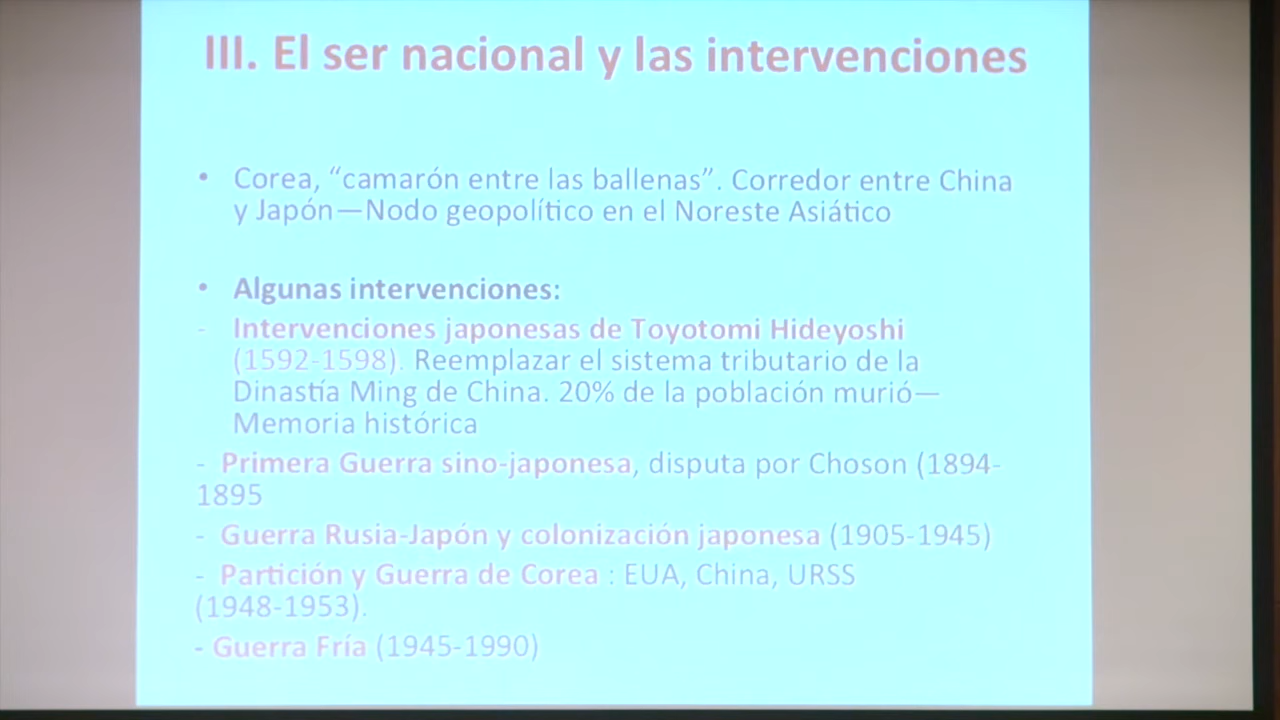 III. El ser nacional y las intervenciones
• Corea, “camarón entre las ballenas”. Corredor entre China
y Japón—Nodo geopolítico en el Noreste Asiático
• Algunas intervenciones:
- Intervenciones japonesas de Toyotomi Hideyoshi
(1592-1598). Reemplazar el sistema tributario de la
Dinastía Ming de China. 20% de la población murió—
Memoria histórica
- Primera Guerra sino-japonesa, disputa por Choson (1894-
1895
- Guerra Rusia-Japón y colonización japonesa (1905-1945)
- Partición y Guerra de Corea : EUA, China, URSS
(1948-1953).
- Guerra Fría (1945-1990)